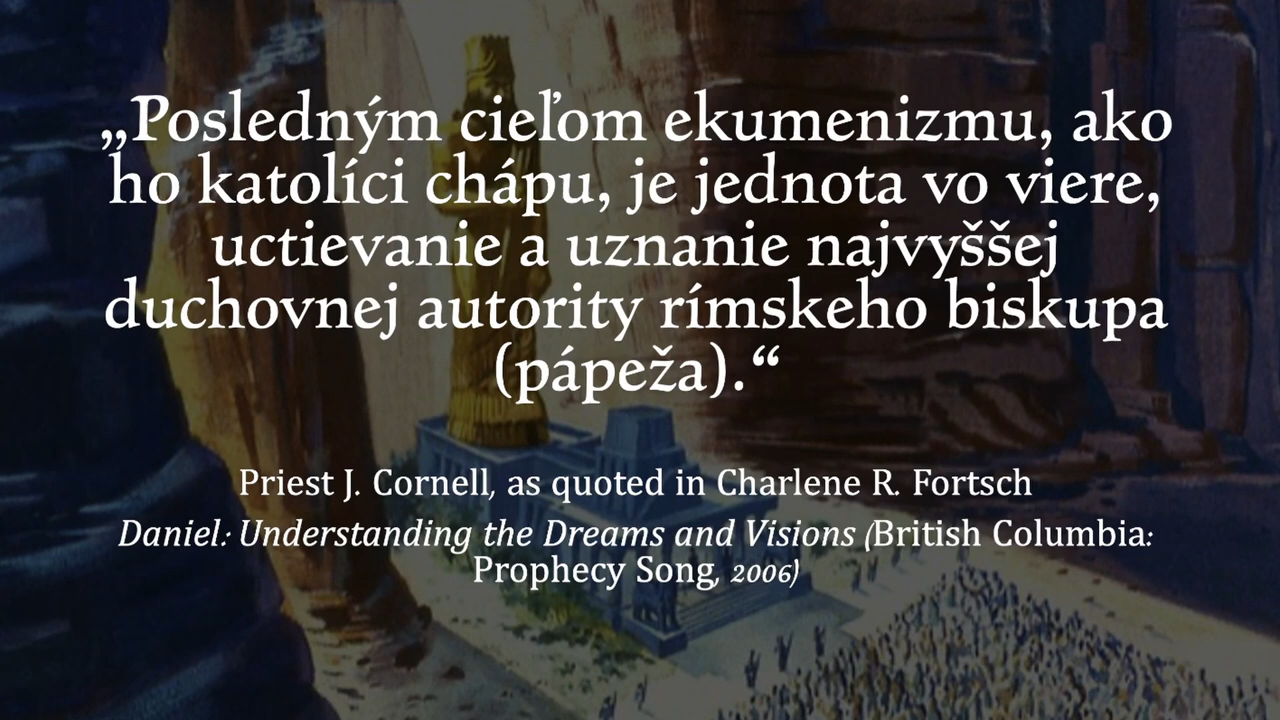 „Posledným cieľom ekumenizmu, ako
ho katolíci chápu, je jednota vo viere,
uctievanie a uznanie najvyššej
duchovnej autority rímskeho biskupa
(pápeža).“
Priest J. Cornell, as quoted in Charlene R. Fortsch
Daniel: Understanding the Dreams and Visions (British Columbia:
Prophecy Song, 2006)